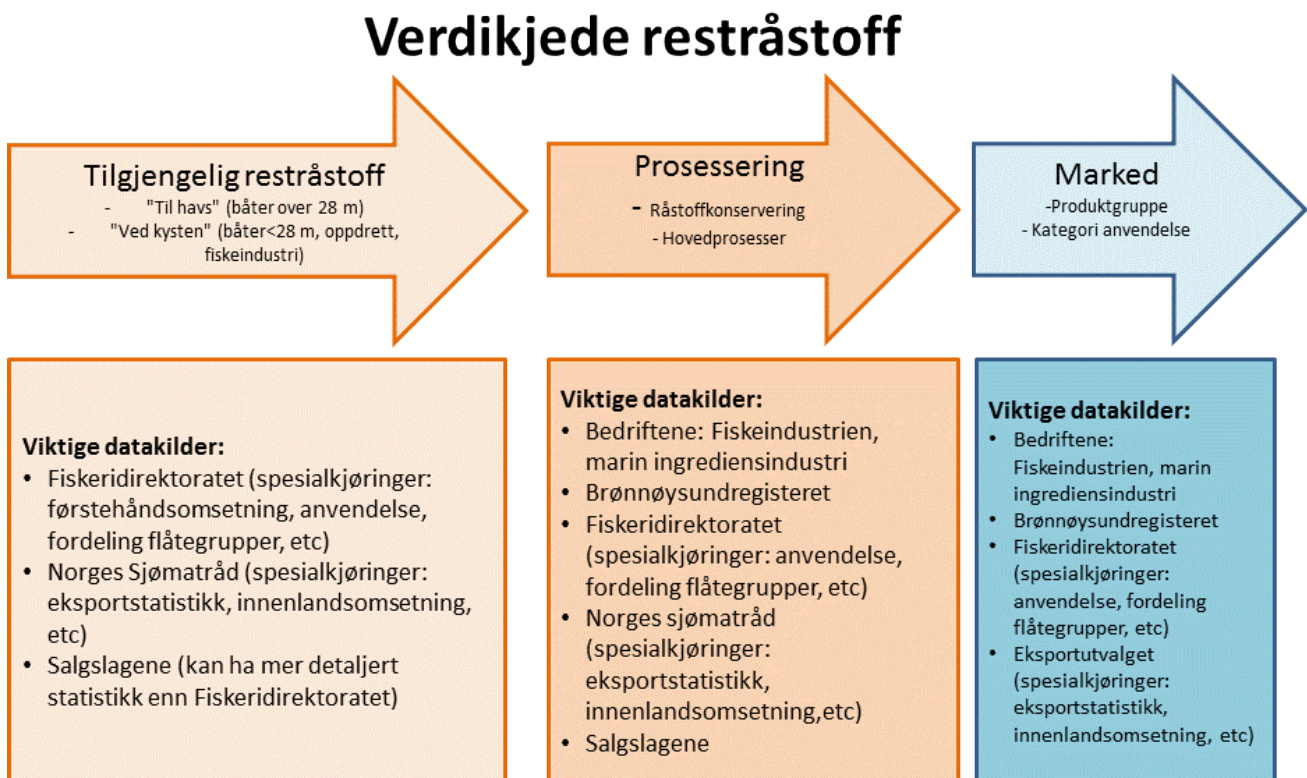 Verdikjede restråstoff
Tilgjengelig restråstoff
- "Til havs" (båter over 28 m)
- "Ved kysten" (båter<28 m, oppdrett,
fiskeindustri)
Prosessering
- Råstoffkonservering
- Hovedprosesser
Marked
-Produktgruppe
- Kategori anvendelse
Viktige datakilder:
• Fiskeridirektoratet (spesialkjøringer:
førstehåndsomsetning, anvendelse,
fordeling flåtegrupper, etc)
• Norges Sjømatråd (spesialkjøringer:
eksportstatistikk, innenlandsomsetning,
etc)
• Salgslagene (kan ha mer detaljert
statistikk enn Fiskeridirektoratet)
Viktige datakilder:
• Bedriftene: Fiskeindustrien,
marin ingrediensindustri
• Brønnøysundregisteret
• Fiskeridirektoratet
(spesialkjøringer: anvendelse,
fordeling flåtegrupper, etc)
• Norges sjømatråd
(spesialkjøringer:
eksportstatistikk,
innenlandsomsetning,etc)
• Salgslagene
Viktige datakilder:
• Bedriftene:
Fiskeindustrien, marin
ingrediensindustri
• Brønnøysundregisteret
• Fiskeridirektoratet
(spesialkjøringer:
anvendelse, fordeling
flåtegrupper, etc)
• Eksportutvalget
(spesialkjøringer:
eksportstatistikk,
innenlandsomsetning, etc)